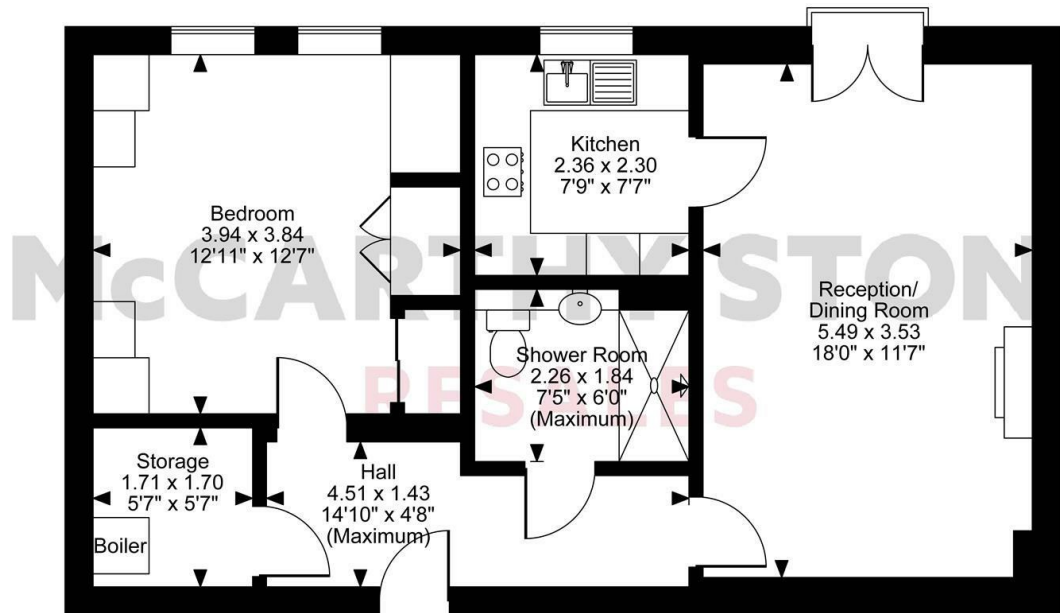 Bedroom
3.94 x 3.84
12'11" x 12'7"
Kitchen
2.36 x 2.30
7'9" x 7'7"
Reception/
Dining Room
5.49 x 3.53
18'0" x 11'7"
Shower Room
2.26 x 1.84
7'5" x 6'0"
(Maximum)
Storage
1.71 x 1.70
5'7" x 5'7"
Boiler
Hall
4.51 x 1.43
14'10" x 4'8"
(Maximum)
McCARTHY STON
RESALES